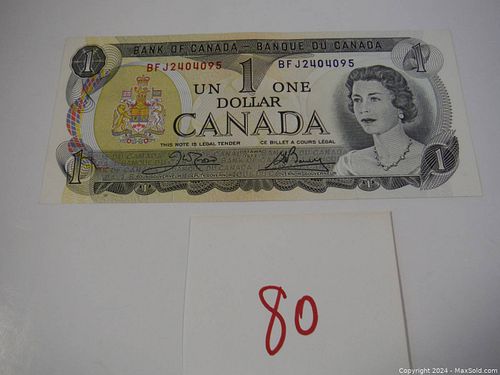 BANK OF CANADA – BANQUE DU CANADA
BFJ2404095 BFJ2404095
1 1 1
UN ONE
DOLLAR
CANADA
THIS NOTE IS LEGAL TENDER CE BILLET A COURS LÉGAL
1 1
80
Copyright © 2024 - MaxSold.com